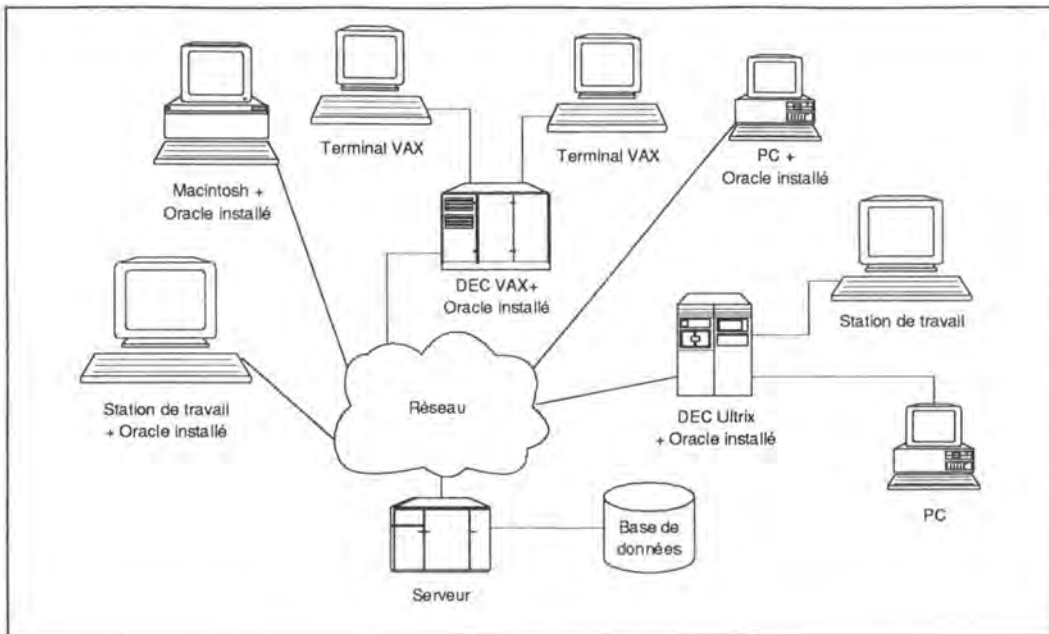 Terminal VAX
Terminal VAX
PC +
Oracle installé
Macintosh +
Oracle installé
DEC VAX+
Oracle installé
Station de travail
Station de travail
+ Oracle installé
Réseau
DEC Ultrix
+ Oracle installé
PC
Base de
données
Serveur